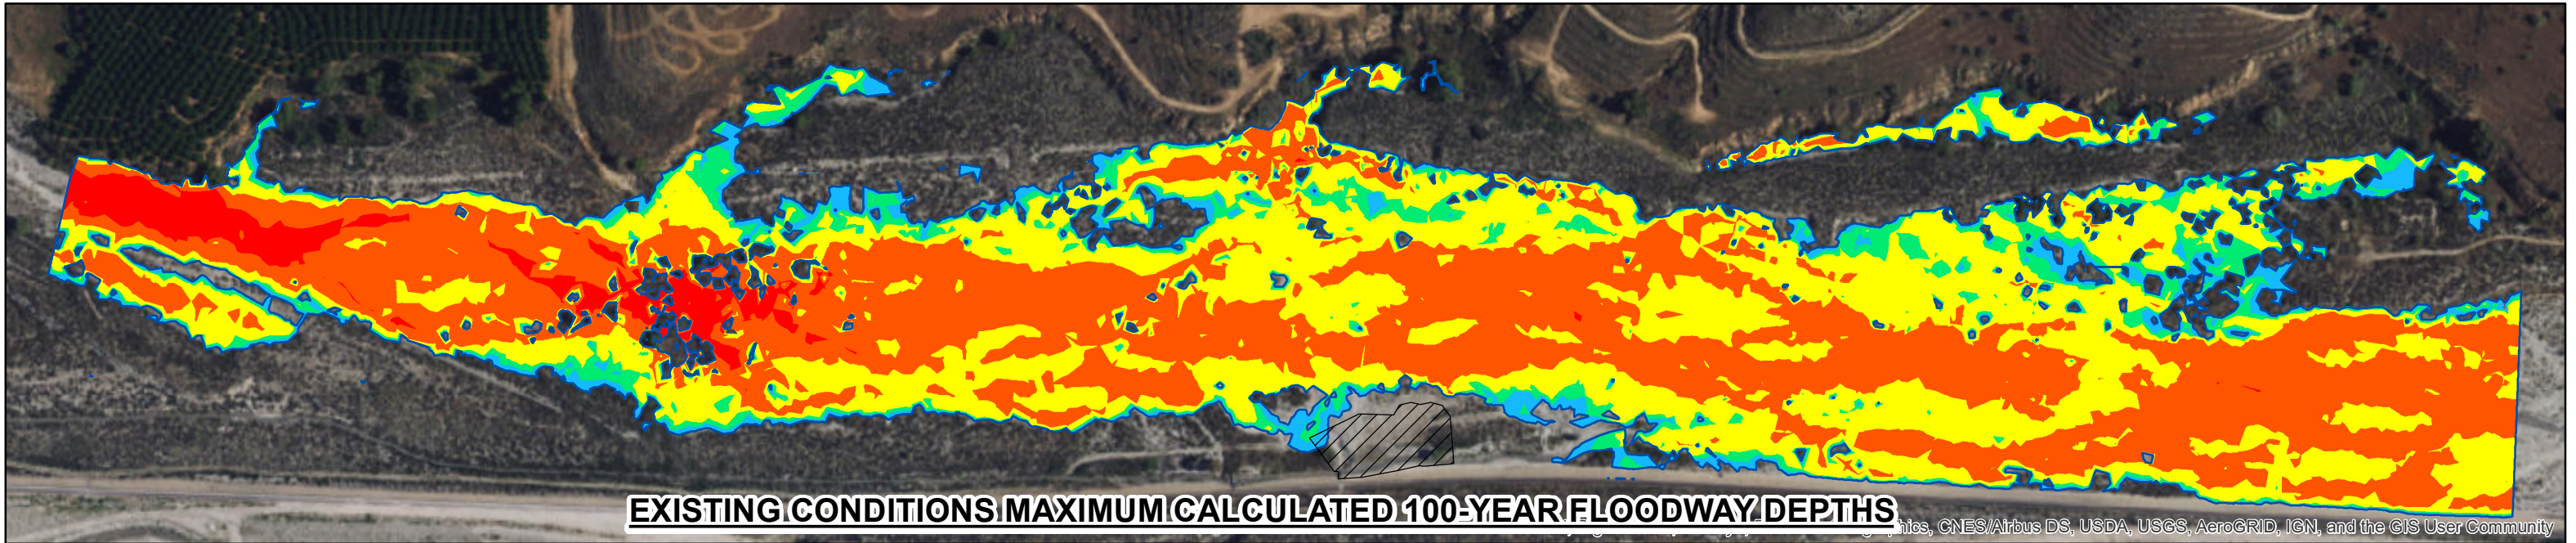 EXISTING CONDITIONS MAXIMUM CALCULATED 100-YEAR FLOODWAY DEPTHS
CNES/Airbus DS, USDA, USGS, AeroGRID, IGN, and the GIS User Community